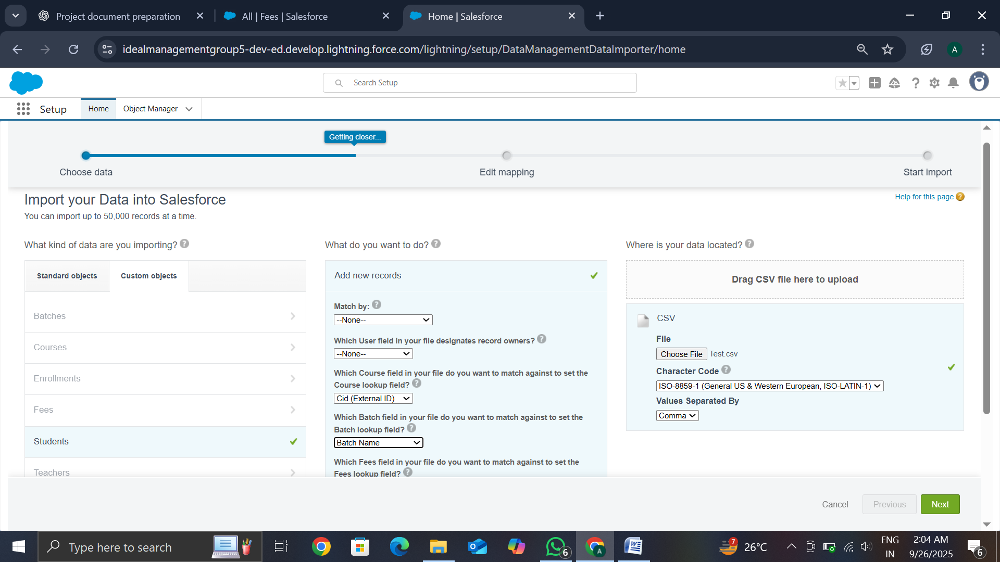 Project document preparation
All | Fees | Salesforce
Home | Salesforce
idealmanagementgroup5-dev-ed.develop.lightning.force.com/lightning/setup/DataManagementDataImporter/home
A
Search Setup
Setup
Home
Object Manager
Getting closer...
Choose data
Edit mapping
Start import
Import your Data into Salesforce
Help for this page ?
You can import up to 50,000 records at a time.
What kind of data are you importing? ?
What do you want to do? ?
Where is your data located? ?
Standard objects
Custom objects
Batches
Courses
Enrollments
Fees
Students
Teachers
Add new records
Match by: ?
--None--
Which User field in your file designates record owners? ?
--None--
Which Course field in your file do you want to match against to set the
Course lookup field? ?
Cid (External ID)
Which Batch field in your file do you want to match against to set the
Batch lookup field? ?
Batch Name
Which Fees field in your file do you want to match against to set the
Fees lookup field? ?
Drag CSV file here to upload
CSV
File
Choose File Test.csv
Character Code ?
ISO-8859-1 (General US & Western European, ISO-LATIN-1)
Values Separated By
Comma
Cancel
Previous
Next
Type here to search
6
A
7
26°C
ENG
IN
2:04 AM
9/26/2025
6